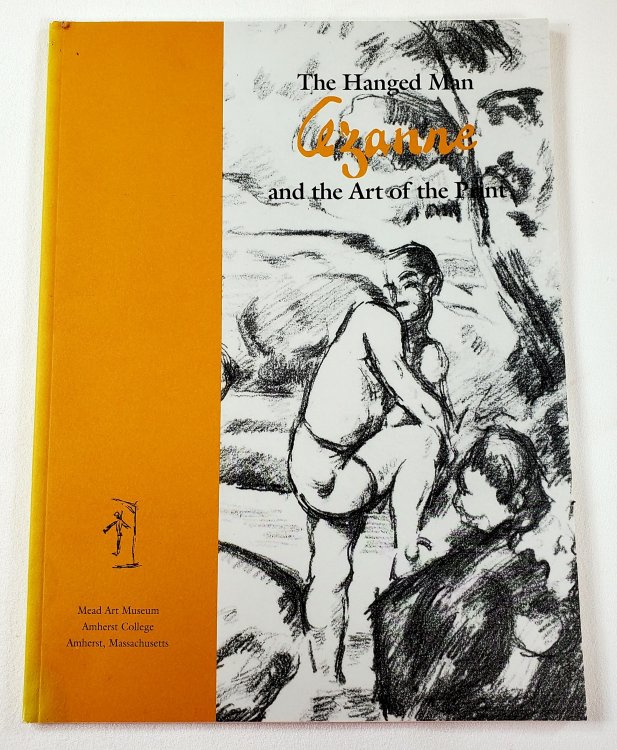 The Hanged Man
Cézanne
and the Art of the Print
Mead Art Museum
Amherst College
Amherst, Massachusetts